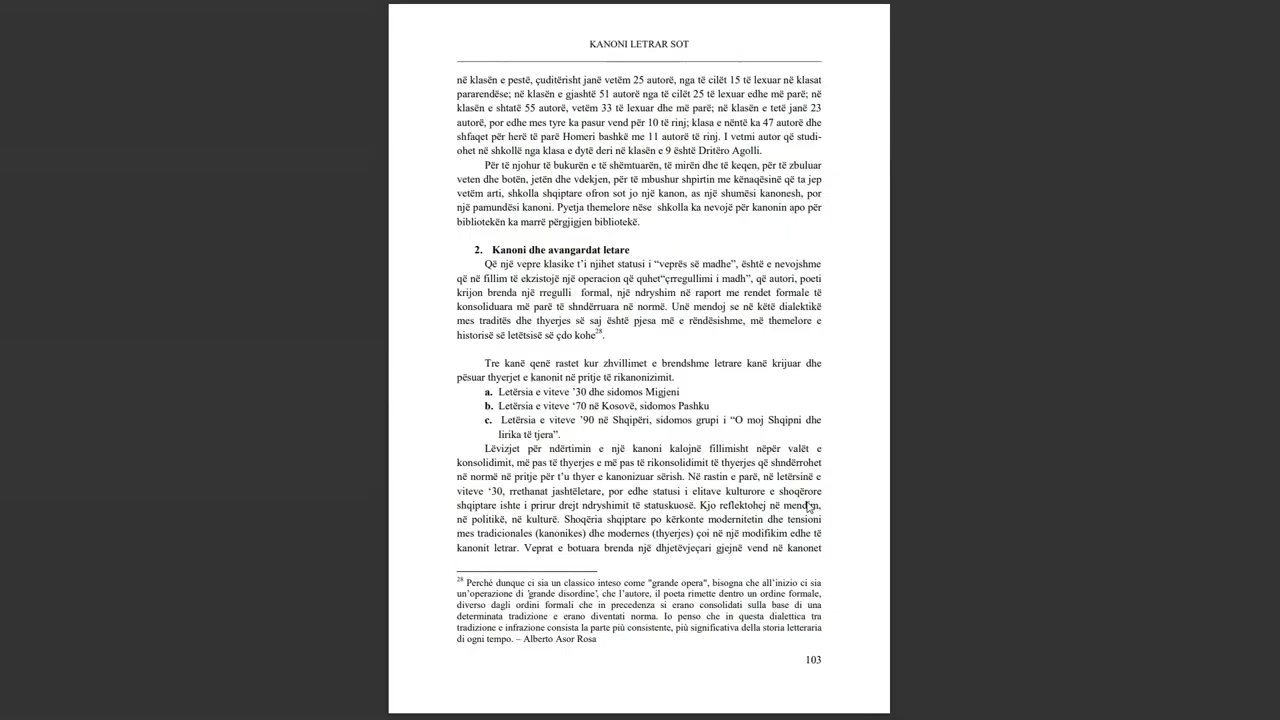 KANONI LETRAR SOT
në klasën e pestë, çuditërisht janë vetëm 25 autorë, nga të cilët 15 të lexuar në klasat
pararendëse; në klasën e gjashtë 51 autorë nga të cilët 25 të lexuar edhe më parë; në
klasën e shtatë 55 autorë, vetëm 33 të lexuar dhe më parë; në klasën e tetë janë 23
autorë, por edhe mes tyre ka pasur vend për 10 të rinj; klasa e nëntë ka 47 autorë dhe
shfaqet për herë të parë Homeri bashkë me 11 autorë të rinj. I vetmi autor që studi-
ohet në shkollë nga klasa e dytë deri në klasën e 9 është Dritëro Agolli.
Për të njohur të bukurën e të shëmtuarën, të mirën dhe të keqen, për të zbuluar
veten dhe botën, jetën dhe vdekjen, për të mbushur shpirtin me kënaqësinë që ta jep
vetëm arti, shkolla shqiptare ofron sot jo një kanon, as një shumësi kanonesh, por
një pamundësi kanoni. Pyetja themelore nëse shkolla ka nevojë për kanonin apo për
bibliotekën ka marrë përgjigjen bibliotekë.
2. Kanoni dhe avangardat letare
Që një vepre klasike t’i njihet statusi i “veprës së madhe”, është e nevojshme
që në fillim të ekzistojë një operacion që quhet“çrregullimi i madh”, që autori, poeti
krijon brenda një rregulli formal, një ndryshim në raport me rendet formale të
konsoliduara më parë të shndërruara në normë. Unë mendoj se në këtë dialektikë
mes traditës dhe thyerjes së saj është pjesa më e rëndësishme, më themelore e
historisë së letëtsisë së çdo kohe28.
Tre kanë qenë rastet kur zhvillimet e brendshme letrare kanë krijuar dhe
pësuar thyerjet e kanonit në pritje të rikanonizimit.
a. Letërsia e viteve ’30 dhe sidomos Migjeni
b. Letërsia e viteve ‘70 në Kosovë, sidomos Pashku
c. Letërsia e viteve ’90 në Shqipëri, sidomos grupi i “O moj Shqipni dhe
lirika të tjera”.
Lëvizjet për ndërtimin e një kanoni kalojnë fillimisht nëpër valët e
konsolidimit, më pas të thyerjes e më pas të rikonsolidimit të thyerjes që shndërrohet
në normë në pritje për t’u thyer e kanonizuar sërish. Në rastin e parë, në letërsinë e
viteve ‘30, rrethanat jashtëletare, por edhe statusi i elitave kulturore e shoqërore
shqiptare ishte i prirur drejt ndryshimit të statuskuosë. Kjo reflektohej në mendim,
në politikë, në kulturë. Shoqëria shqiptare po kërkonte modernitetin dhe tensioni
mes tradicionales (kanonikes) dhe modernes (thyerjes) çoi në një modifikim edhe të
kanonit letrar. Veprat e botuara brenda një dhjetëvjeçari gjejnë vend në kanonet
28 Perché dunque ci sia un classico inteso come "grande opera", bisogna che all’inizio ci sia
un’operazione di 'grande disordine', che l’autore, il poeta rimette dentro un ordine formale,
diverso dagli ordini formali che in precedenza si erano consolidati sulla base di una
determinata tradizione e erano diventati norma. Io penso che in questa dialettica tra
tradizione e infrazione consista la parte più consistente, più significativa della storia letteraria
di ogni tempo. – Alberto Asor Rosa
103